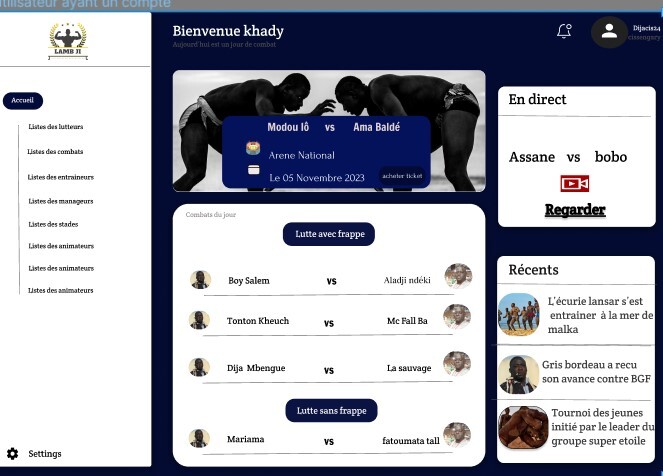 utilisateur ayant un compte
LAMB JI
Bienvenue khady
Aujourd'hui est un jour de combat
Dijacis24
Accueil
Listes des lutteurs
Listes des combats
Listes des entraineurs
Listes des manageurs
Listes des stades
Listes des animateurs
Listes des animateurs
Listes des animateurs
Settings
Modou lô vs Ama Baldé
Arene National
Le 05 Novembre 2023
acheter ticket
Combats du jour
Lutte avec frappe
Boy Salem vs Aladji ndéki
Tonton Kheuch vs Mc Fall Ba
Dija Mbengue vs La sauvage
Lutte sans frappe
Mariama vs fatoumata tall
En direct
Assane vs bobo
Regarder
Récents
L'écurie lansar s'est
entrainer à la mer de
malka
Gris bordeau a recu
son avance contre BGF
Tournoi des jeunes
initié par le leader du
groupe super etoile